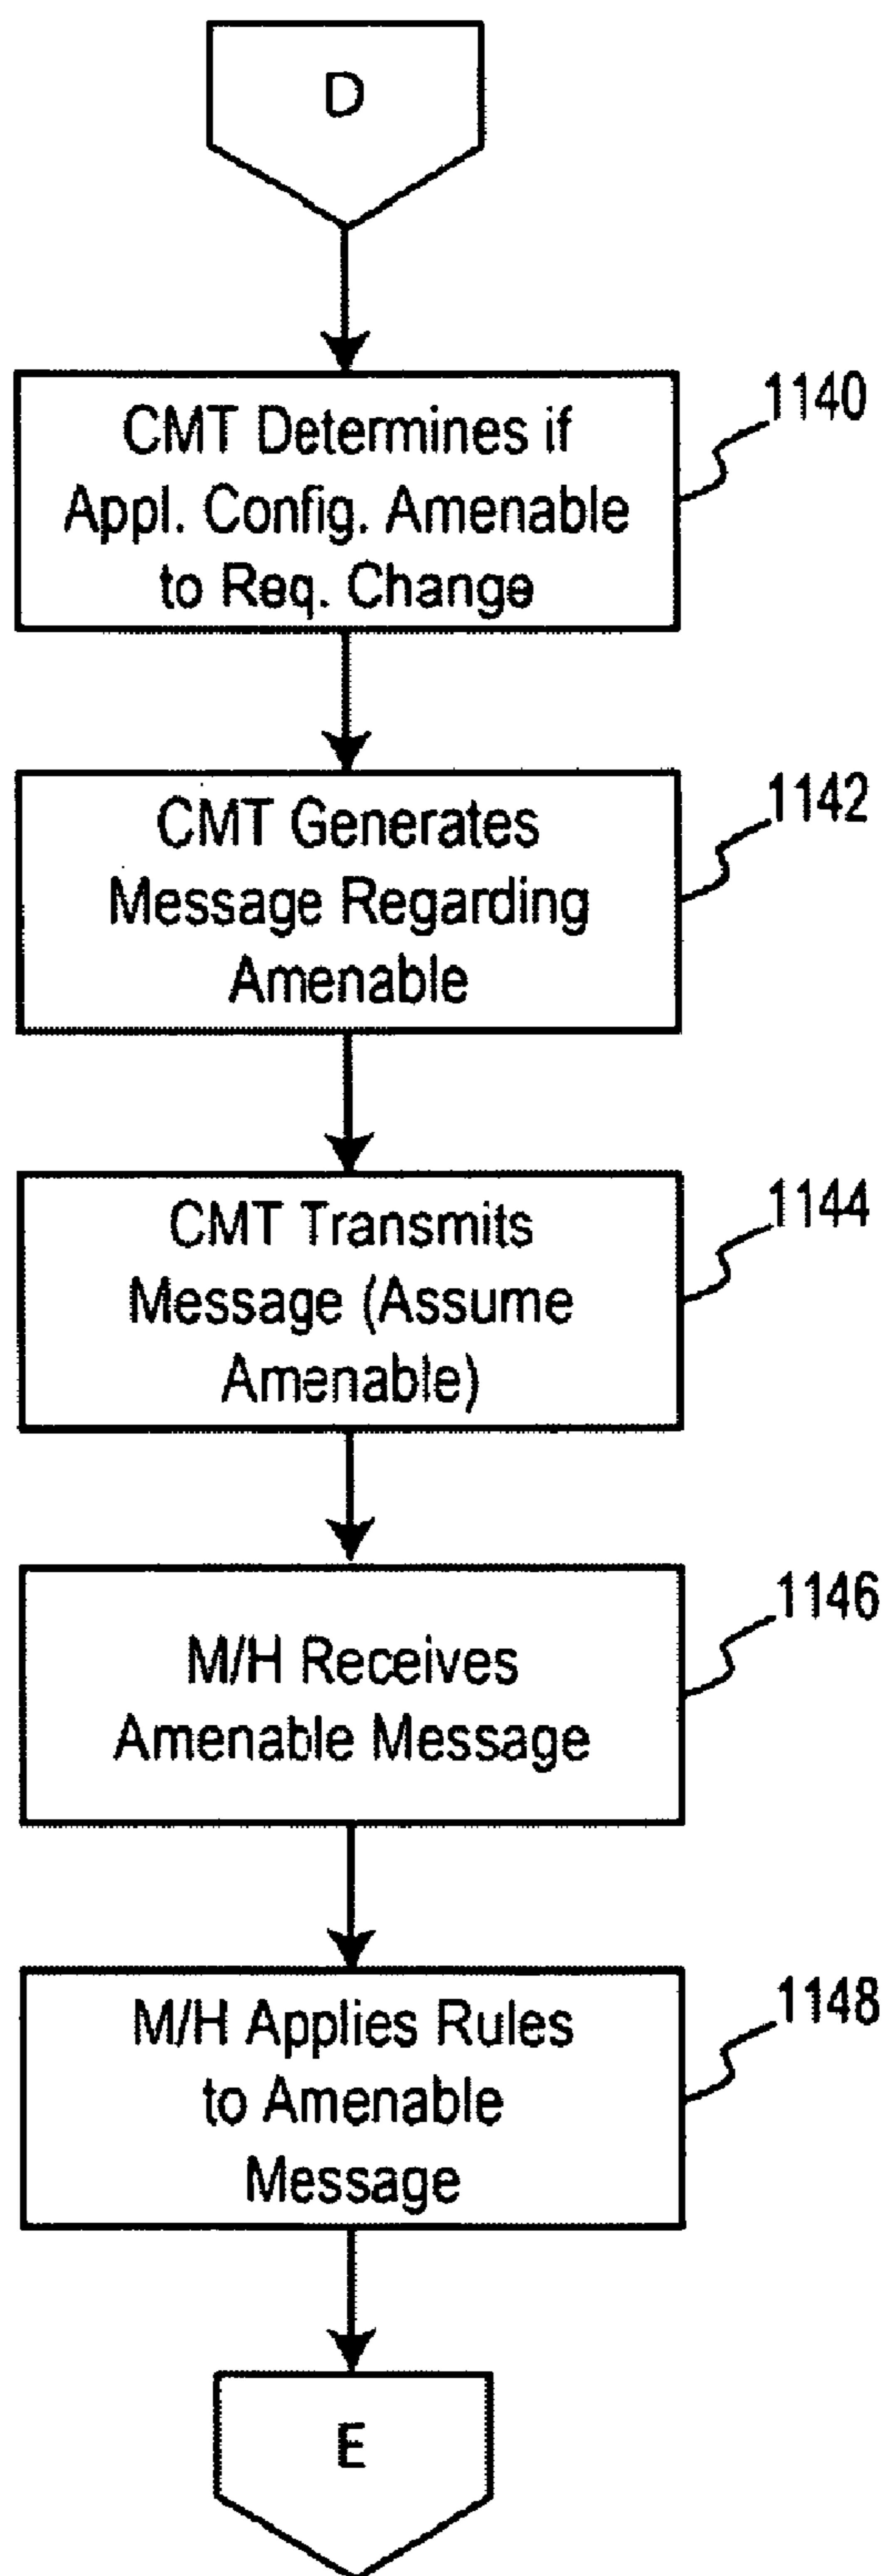 D
CMT Determines if
Appl. Config. Amenable
to Req. Change
1140
CMT Generates
Message Regarding
Amenable
1142
CMT Transmits
Message (Assume
Amenable)
1144
M/H Receives
Amenable Message
1146
M/H Applies Rules
to Amenable
Message
1148
E